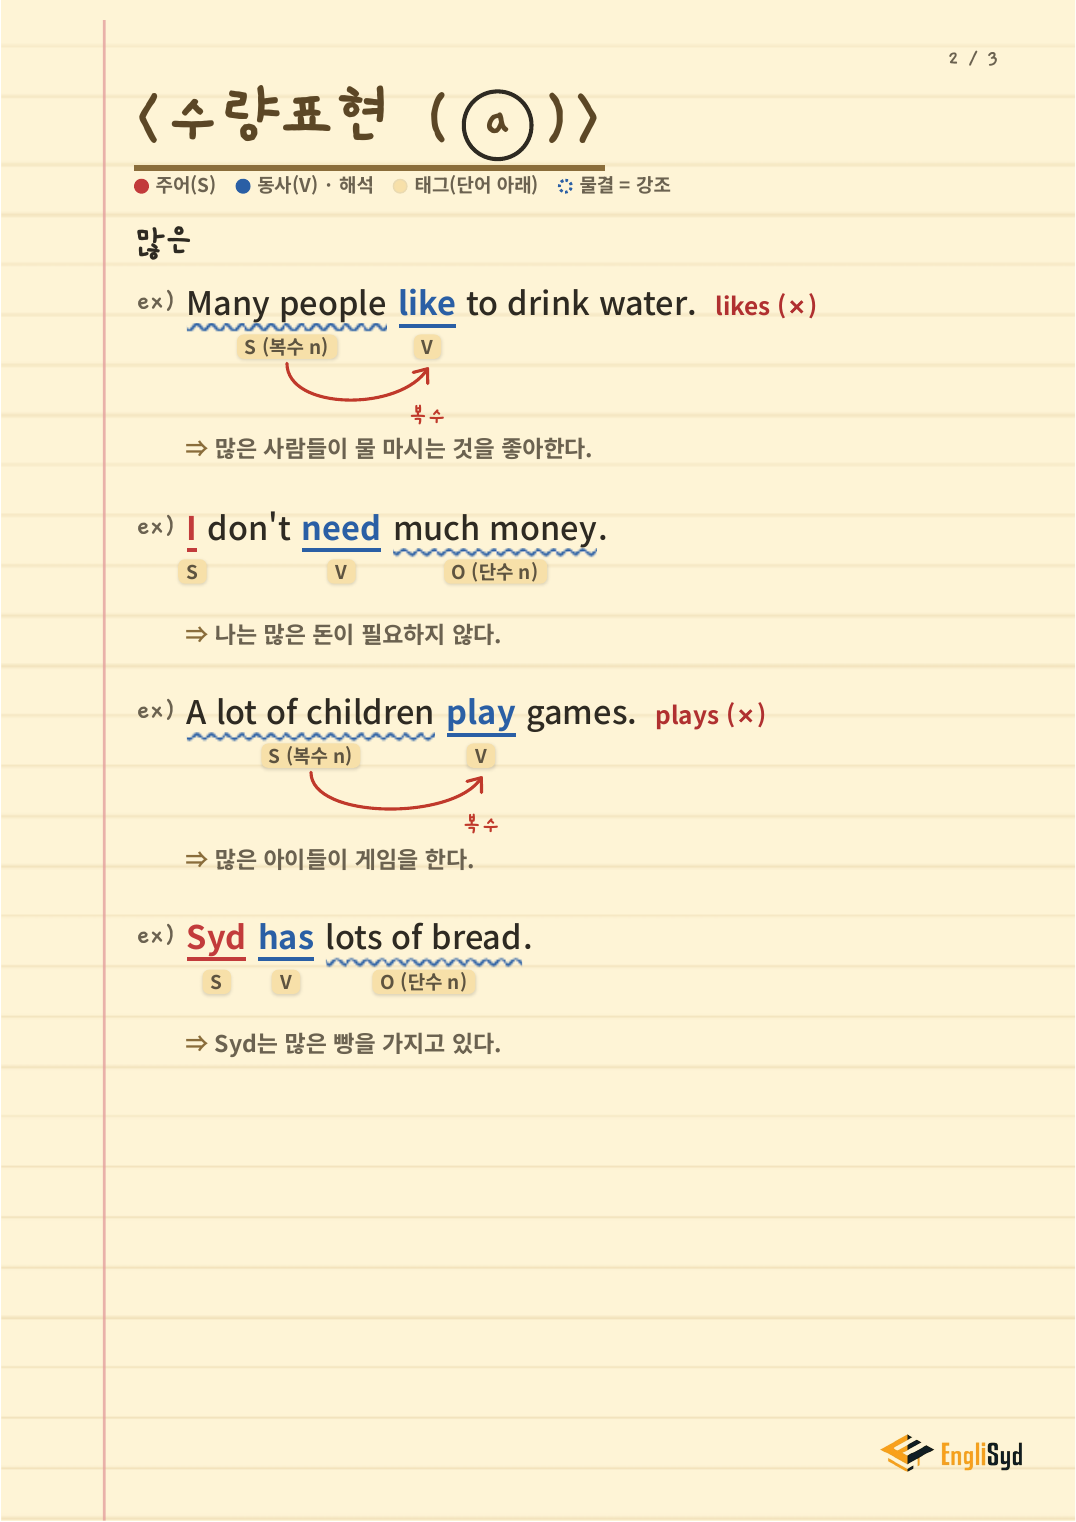 2 / 3
<수량표현 (ⓐ)>
주어(S) 동사(V) · 해석 태그(단어 아래) 물결 = 강조
많은
ex) Many people like to drink water. likes (×)
S (복수 n) V
복수
⇒ 많은 사람들이 물 마시는 것을 좋아한다.
ex) I don't need much money.
S V O (단수 n)
⇒ 나는 많은 돈이 필요하지 않다.
ex) A lot of children play games. plays (×)
S (복수 n) V
복수
⇒ 많은 아이들이 게임을 한다.
ex) Syd has lots of bread.
S V O (단수 n)
⇒ Syd는 많은 빵을 가지고 있다.
EngliSyd